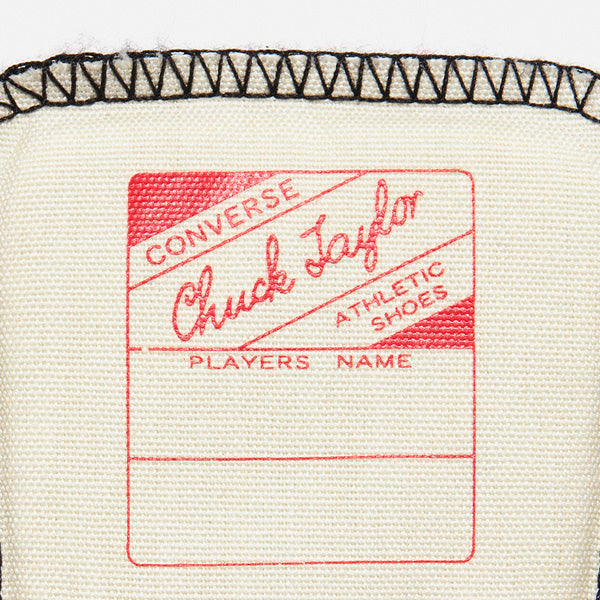 CONVERSE
Chuck Taylor
ATHLETIC
SHOES
PLAYERS NAME